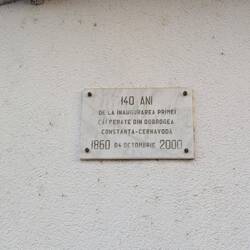 140 ANI
DE LA INAUGURAREA PRIMEI
CĂI FERATE DIN DOBROGEA
CONSTANȚA-CERNAVODĂ
1860 04 OCTOMBRIE 2000